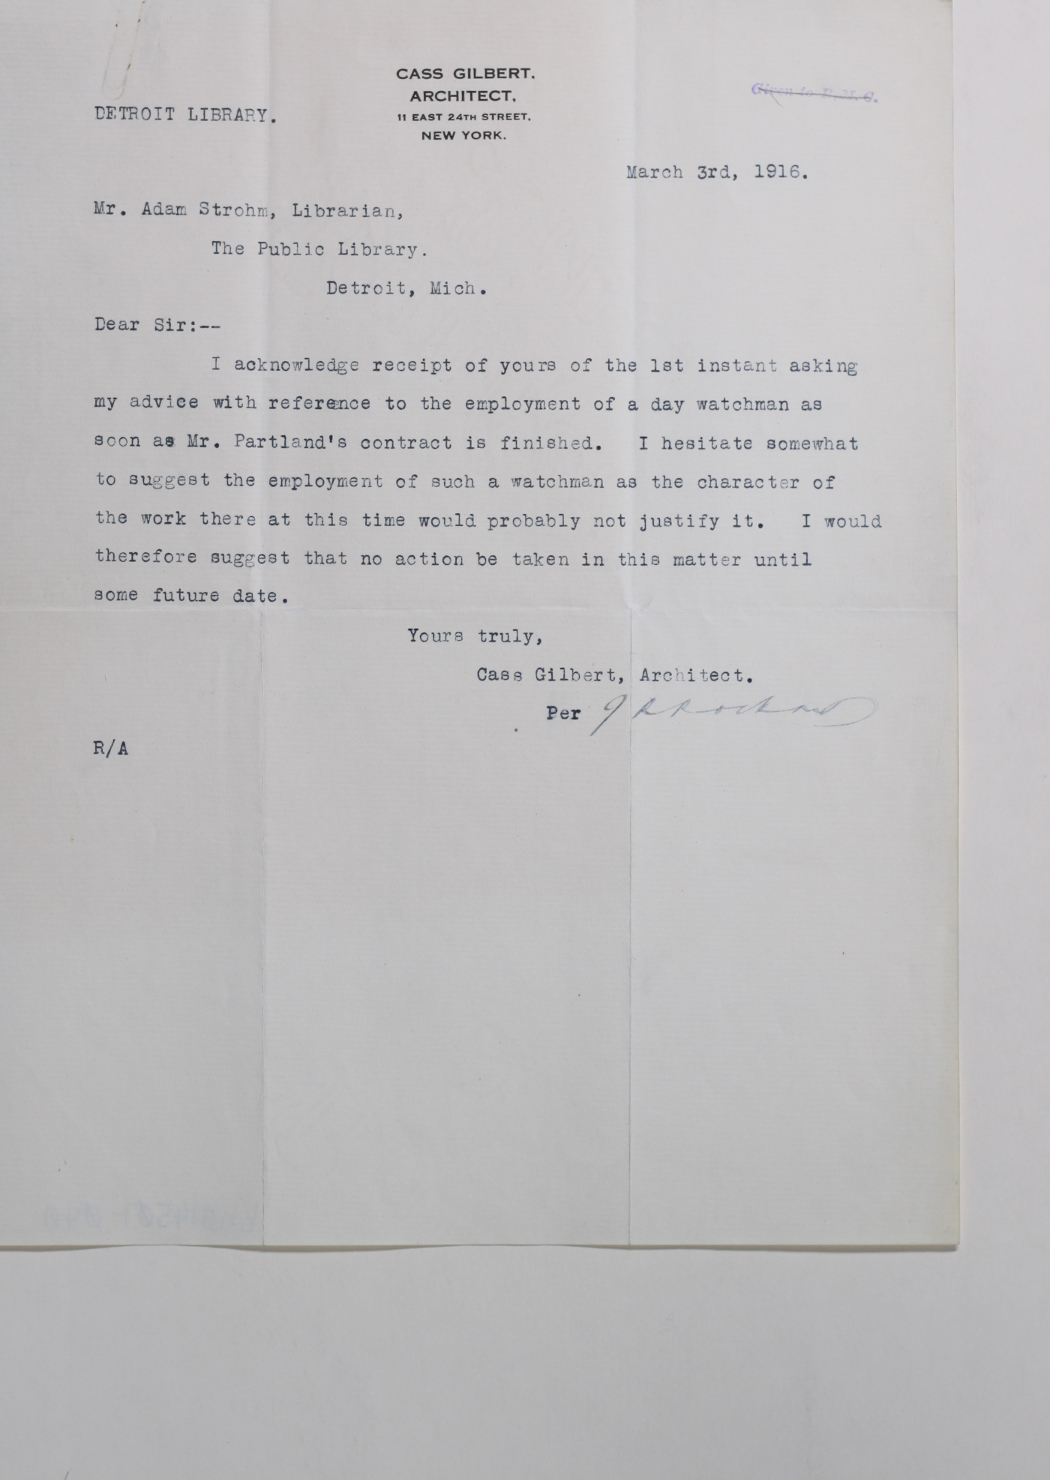 CASS GILBERT.
ARCHITECT,
11 EAST 24TH STREET,
NEW YORK.
DETROIT LIBRARY.
March 3rd, 1916.
Mr. Adam Strohm, Librarian,
The Public Library.
Detroit, Mich.
Dear Sir:--
I acknowledge receipt of yours of the 1st instant asking
my advice with reference to the employment of a day watchman as
soon as Mr. Partland's contract is finished. I hesitate somewhat
to suggest the employment of such a watchman as the character of
the work there at this time would probably not justify it. I would
therefore suggest that no action be taken in this matter until
some future date.
Yours truly,
Cass Gilbert, Architect.
Per
R/A